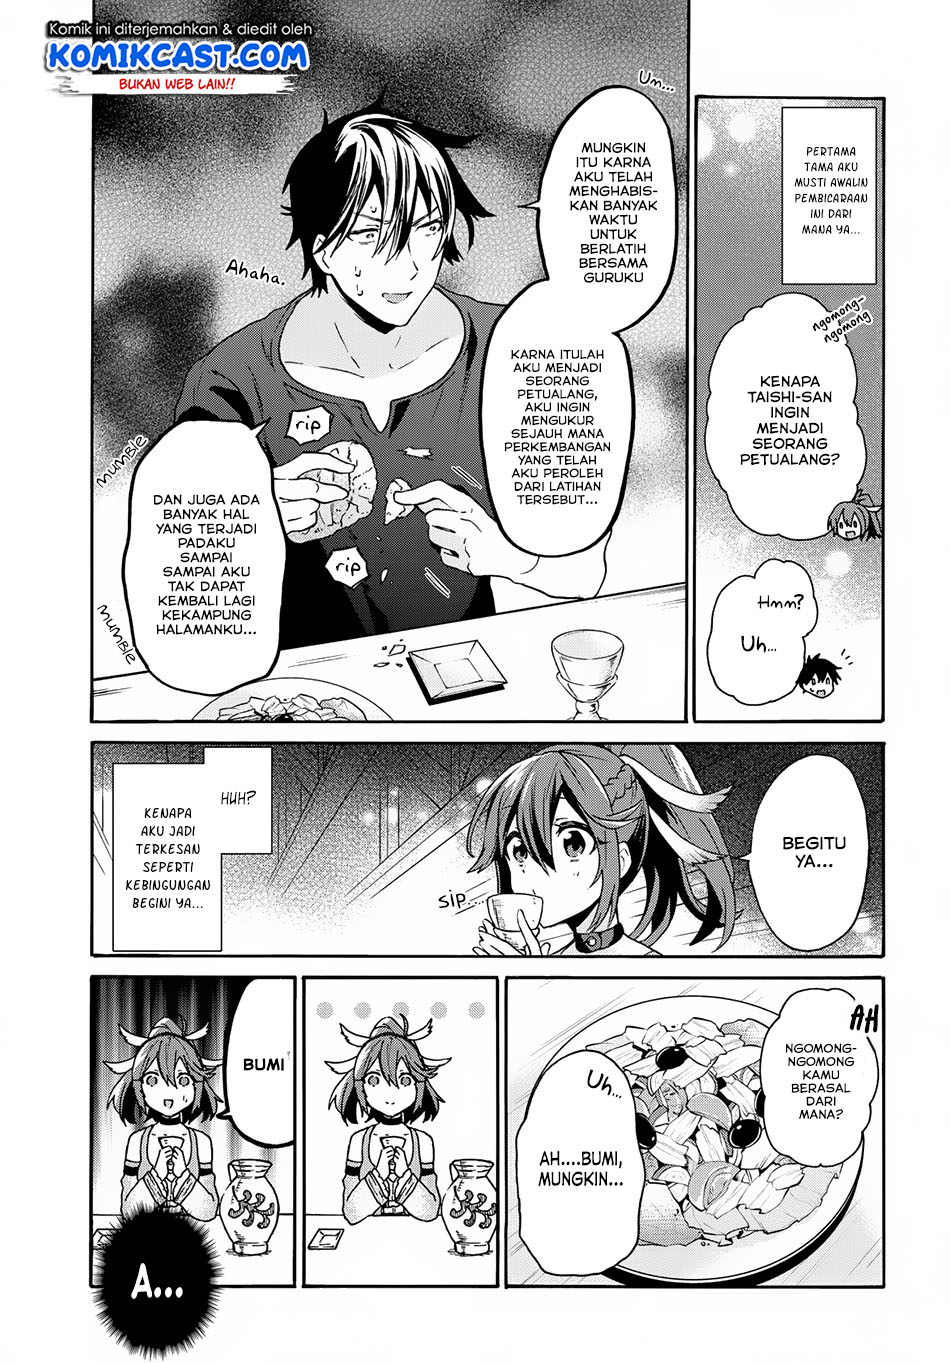 Komik ini diterjemahkan & diedit oleh
KOMIKCAST.COM
BUKAN WEB LAIN!!
PERTAMA
TAMA AKU
MUSTI AWALIN
PEMBICARAAN
INI DARI
MANA YA...
ngomong-
ngomong
KENAPA
TAISHI-SAN
INGIN
MENJADI
SEORANG
PETUALANG?
Hmm?
Uh...
Um...
MUNGKIN
ITU KARNA
AKU TELAH
MENGHABIS-
KAN BANYAK
WAKTU
UNTUK
BERLATIH
BERSAMA
GURUKU
Ahaha.
KARNA ITULAH
AKU MENJADI
SEORANG
PETUALANG,
AKU INGIN
MENGUKUR
SEJAUH MANA
PERKEMBANGAN
YANG TELAH
AKU PEROLEH
DARI LATIHAN
TERSEBUT...
rip
rip
MUMBLE
DAN JUGA ADA
BANYAK HAL
YANG TERJADI
PADAKU
SAMPAI
SAMPAI AKU
TAK DAPAT
KEMBALI LAGI
KEKAMPUNG
HALAMANKU...
MUMBLE
BEGITU
YA...
SIP......
HUH?
KENAPA
AKU JADI
TERKESAN
SEPERTI
KEBINGUNGAN
BEGINI YA...
AH
NGOMONG-
NGOMONG
KAMU
BERASAL
DARI
MANA?
Uh...
AH....BUMI,
MUNGKIN...
BUMI
?
A...